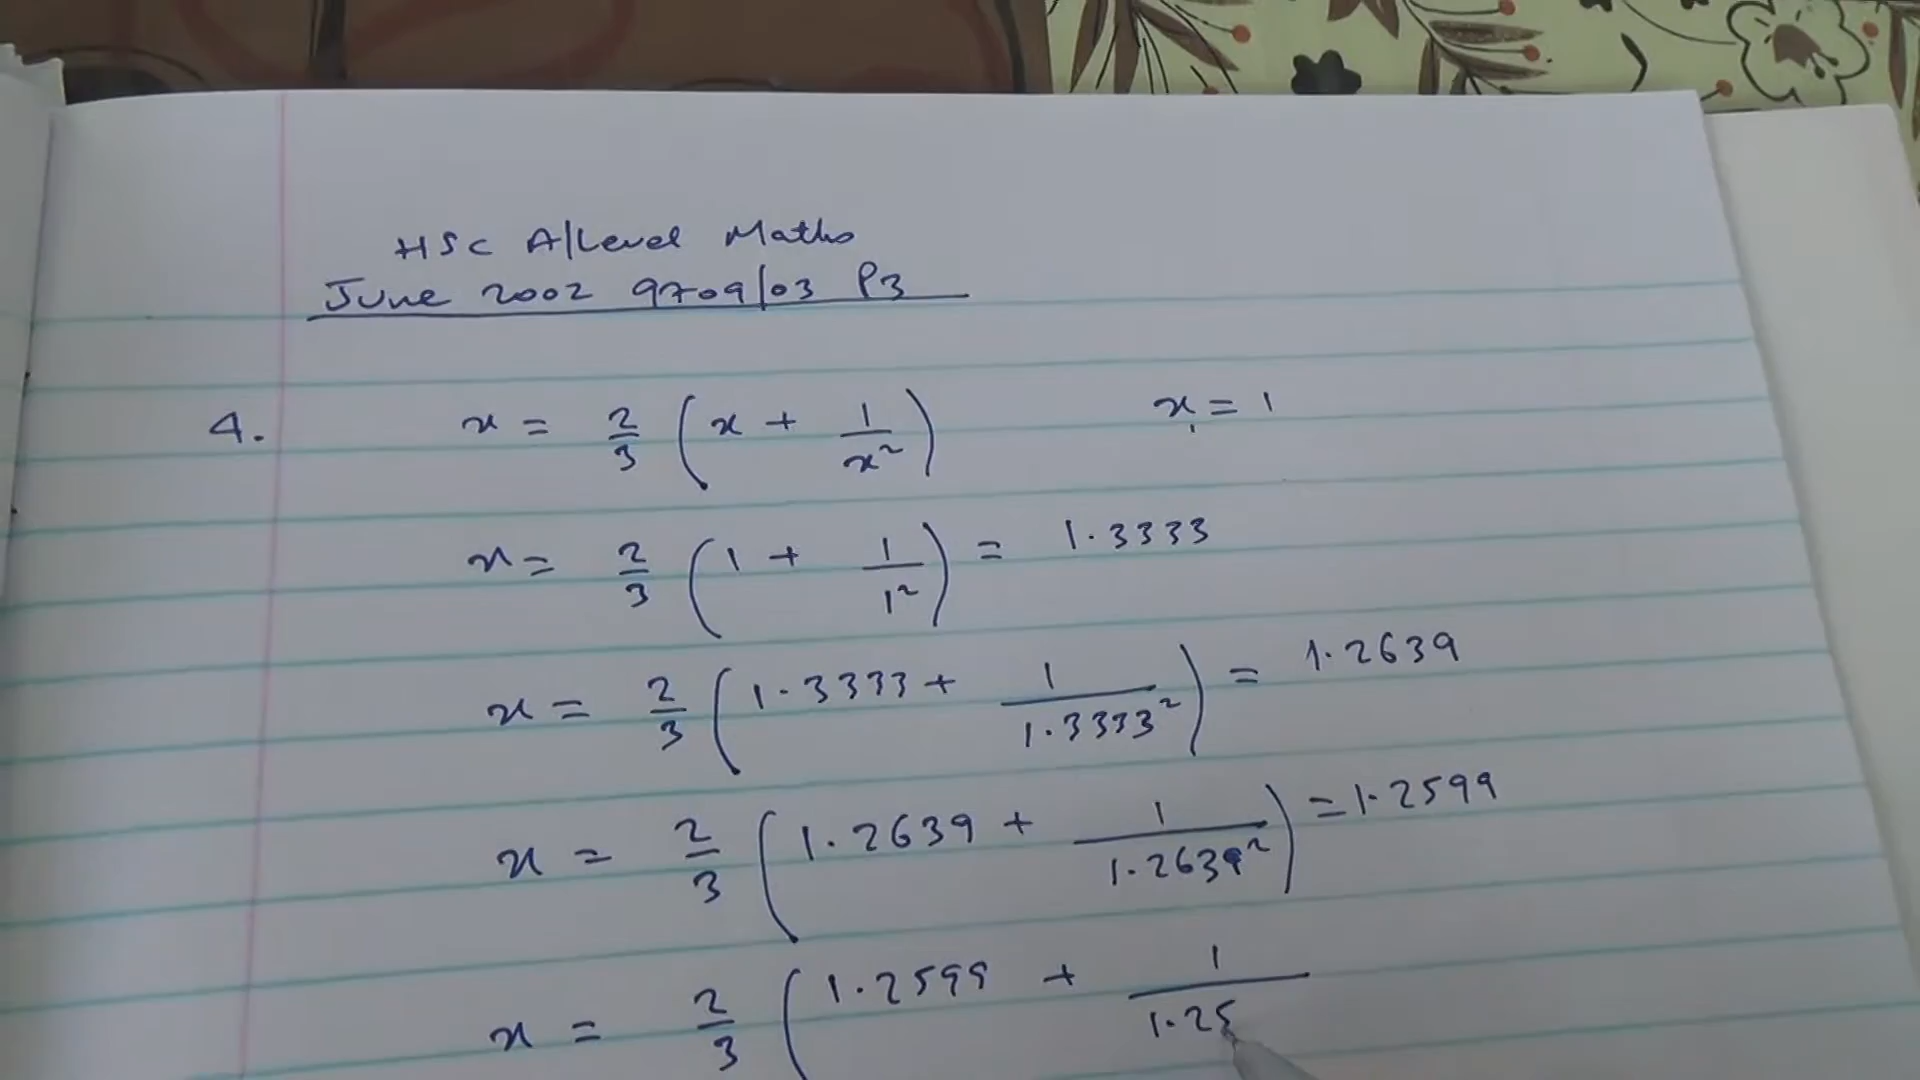 HSC A/Level Maths
June 2002 9709/03 P3
4. x = 2/3 (x + 1/x²) x₁ = 1
x = 2/3 (1 + 1/1²) = 1.3333
x = 2/3 (1.3333 + 1/1.3333²) = 1.2639
x = 2/3 (1.2639 + 1/1.2639²) = 1.2599
x = 2/3 (1.2599 + 1/1.25